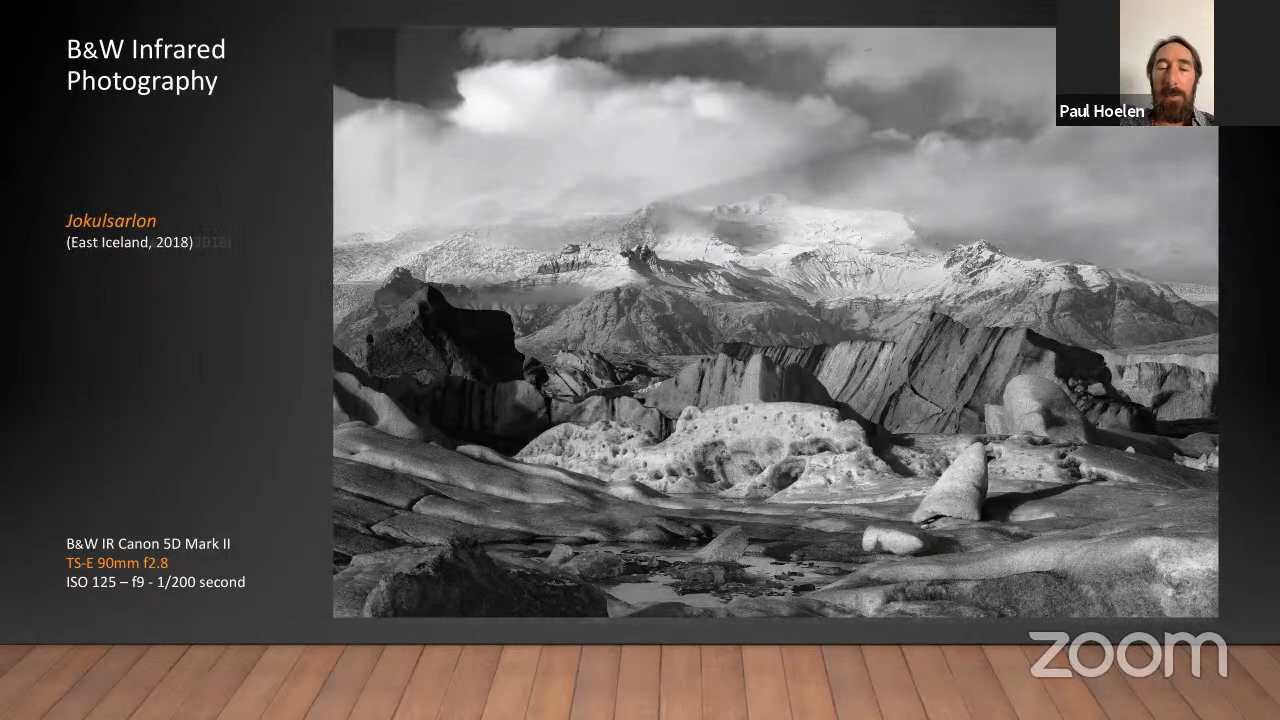 B&W Infrared
Photography
Paul Hoelen
Jokulsarlon
(East Iceland, 2018)
B&W IR Canon 5D Mark II
TS-E 90mm f2.8
ISO 125 – f9 - 1/200 second
zoom